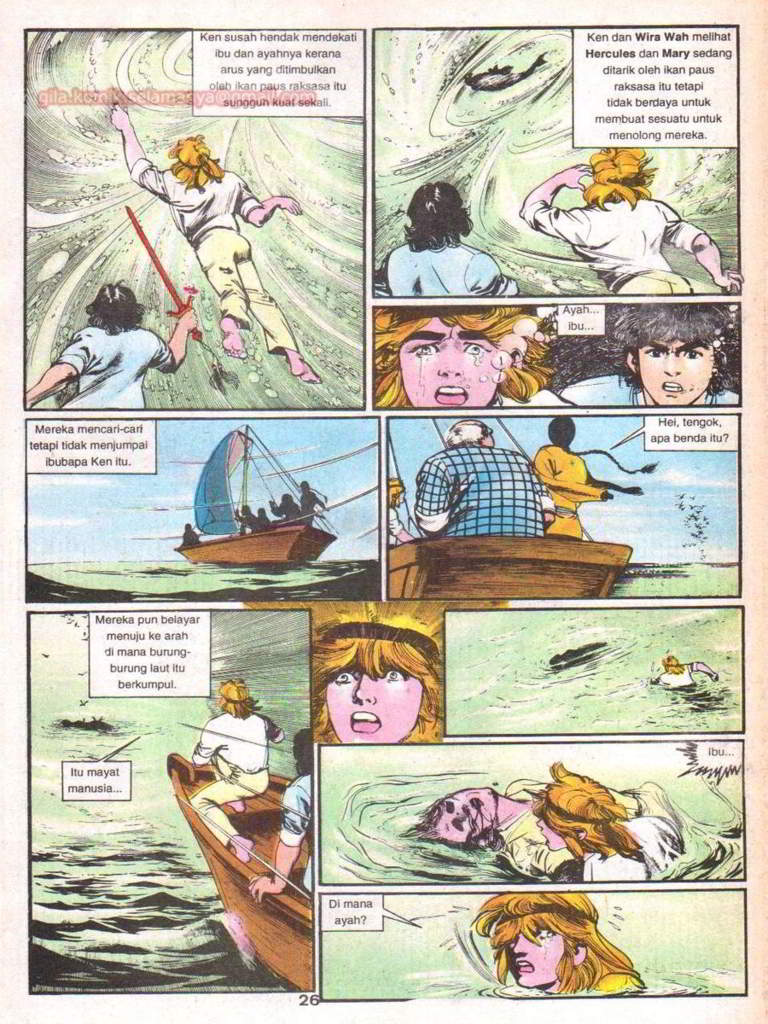 Ken susah hendak mendekati
ibu dan ayahnya kerana
arus yang ditimbulkan
oleh ikan paus raksasa itu
sungguh kuat sekali.
Ken dan Wira Wah melihat
Hercules dan Mary sedang
ditarik oleh ikan paus
raksasa itu tetapi
tidak berdaya untuk
membuat sesuatu untuk
menolong mereka.
Ayah...
ibu...
Mereka mencari-cari
tetapi tidak menjumpai
ibubapa Ken itu.
Hei, tengok,
apa benda itu?
Mereka pun belayar
menuju ke arah
di mana burung-
burung laut itu
berkumpul.
Itu mayat
manusia...
Ibu...
Di mana
ayah?
26